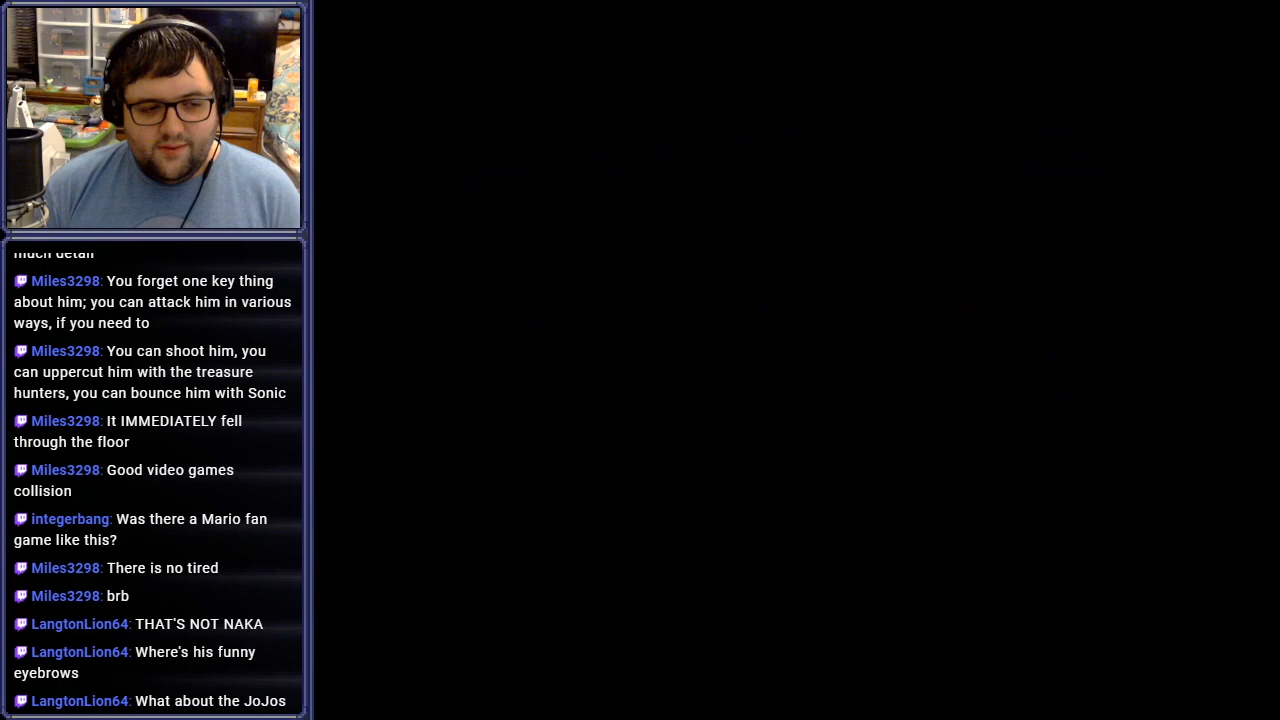 much detail
Miles3298: You forget one key thing
about him; you can attack him in various
ways, if you need to
Miles3298: You can shoot him, you
can uppercut him with the treasure
hunters, you can bounce him with Sonic
Miles3298: It IMMEDIATELY fell
through the floor
Miles3298: Good video games
collision
integerbang: Was there a Mario fan
game like this?
Miles3298: There is no tired
Miles3298: brb
LangtonLion64: THAT'S NOT NAKA
LangtonLion64: Where's his funny
eyebrows
LangtonLion64: What about the JoJos